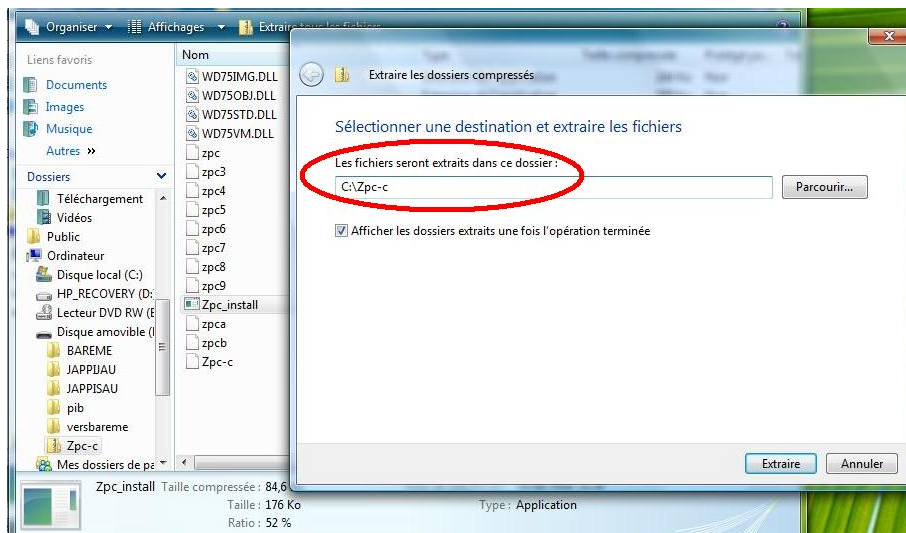 Organiser Affichages Extraire tous les fichiers
Liens favoris
Documents
Images
Musique
Autres »
Dossiers
Téléchargement
Vidéos
Public
Ordinateur
Disque local (C:)
HP_RECOVERY (D:
Lecteur DVD RW (E
Disque amovible (
BAREME
JAPPIJAU
JAPPISAU
pib
versbareme
Zpc-c
Mes dossiers de pa
Nom
WD75IMG.DLL
WD75OBJ.DLL
WD75STD.DLL
WD75VM.DLL
zpc
zpc3
zpc4
zpc5
zpc6
zpc7
zpc8
zpc9
Zpc_install
zpca
zpcb
Zpc-c
Extraire les dossiers compressés
Sélectionner une destination et extraire les fichiers
Les fichiers seront extraits dans ce dossier :
C:\Zpc-c
Parcourir...
Afficher les dossiers extraits une fois l'opération terminée
Extraire Annuler
Zpc_install Taille compressée : 84,6
Taille : 176 Ko Type : Application
Ratio : 52 %